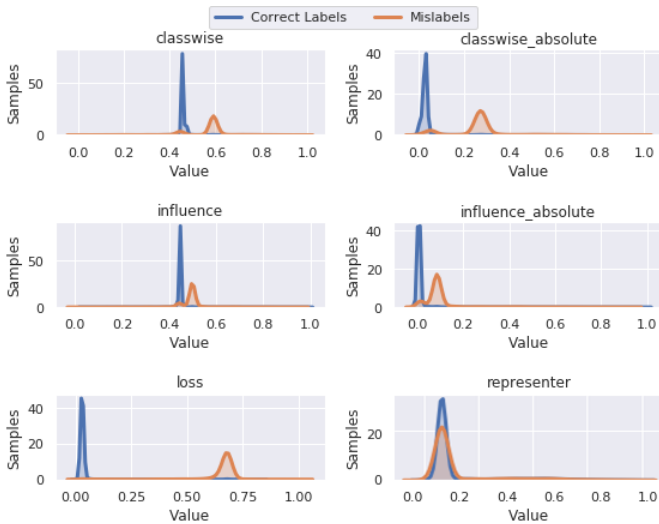 Correct Labels Mislabels
classwise
Samples
50
0
0.0 0.2 0.4 0.6 0.8 1.0
Value
classwise_absolute
Samples
40
20
0
0.0 0.2 0.4 0.6 0.8 1.0
Value
influence
Samples
50
0
0.0 0.2 0.4 0.6 0.8 1.0
Value
influence_absolute
Samples
40
20
0
0.0 0.2 0.4 0.6 0.8 1.0
Value
loss
Samples
40
20
0
0.00 0.25 0.50 0.75 1.00
Value
representer
Samples
20
0
0.0 0.2 0.4 0.6 0.8 1.0
Value